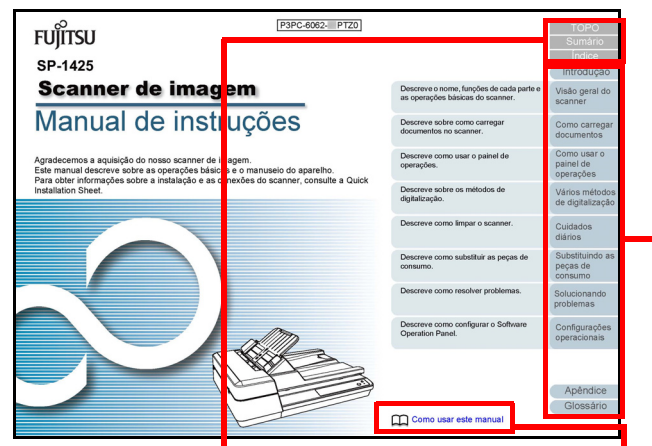 FUJITSU
P3PC-6062- PTZ0
SP-1425
Scanner de imagem
Manual de instruções
Agradecemos a aquisição do nosso scanner de imagem.
Este manual descreve sobre as operações básicas e o manuseio do aparelho.
Para obter informações sobre a instalação e as conexões do scanner, consulte a Quick
Installation Sheet.
Descreve o nome, funções de cada parte e
as operações básicas do scanner.
Descreve sobre como carregar
documentos no scanner.
Descreve como usar o painel de
operações.
Descreve sobre os métodos de
digitalização.
Descreve como limpar o scanner.
Descreve como substituir as peças de
consumo.
Descreve como resolver problemas.
Descreve como configurar o Software
Operation Panel.
Como usar este manual
TOPO
Sumário
Índice
Introdução
Visão geral do
scanner
Como carregar
documentos
Como usar o
painel de
operações
Vários métodos
de digitalização
Cuidados
diários
Substituindo as
peças de
consumo
Solucionando
problemas
Configurações
operacionais
Apêndice
Glossário